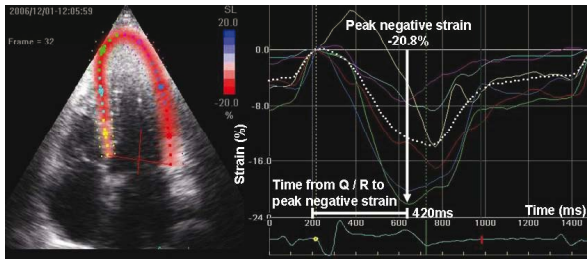 2006/12/01-12:05:59
SL
20.0
Frame = 32
-20.0
%
Peak negative strain
-20.8%
0.0
-8.0
-16.0
-24.0
Strain (%)
Time from Q / R to
peak negative strain
420ms
Time (ms)
0 200 400 600 800 1000 1200 1400